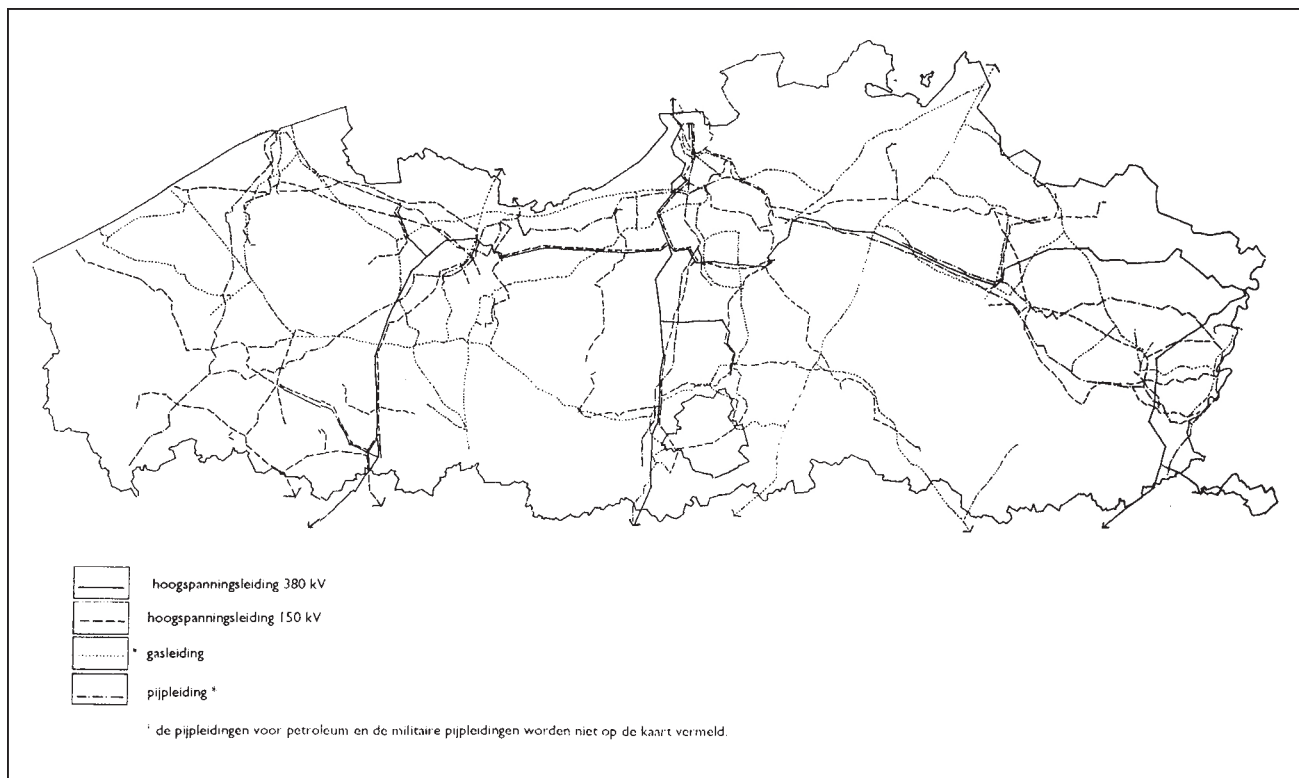 hoogspanningsleiding 380 kV
hoogspanningsleiding 150 kV
* gasleiding
pijpleiding *
* de pijpleidingen voor petroleum en de militaire pijpleidingen worden niet op de kaart vermeld.